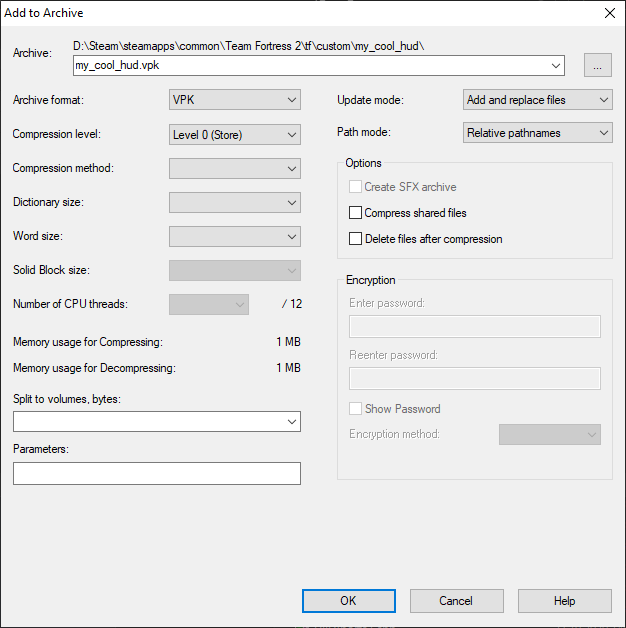 Add to Archive
Archive:
D:\Steam\steamapps\common\Team Fortress 2\tf\custom\my_cool_hud\
my_cool_hud.vpk
...
Archive format:
VPK
Compression level:
Level 0 (Store)
Compression method:
Dictionary size:
Word size:
Solid Block size:
Number of CPU threads:
/ 12
Memory usage for Compressing:
1 MB
Memory usage for Decompressing:
1 MB
Split to volumes, bytes:
Parameters:
Update mode:
Add and replace files
Path mode:
Relative pathnames
Options
Create SFX archive
Compress shared files
Delete files after compression
Encryption
Enter password:
Reenter password:
Show Password
Encryption method:
OK
Cancel
Help